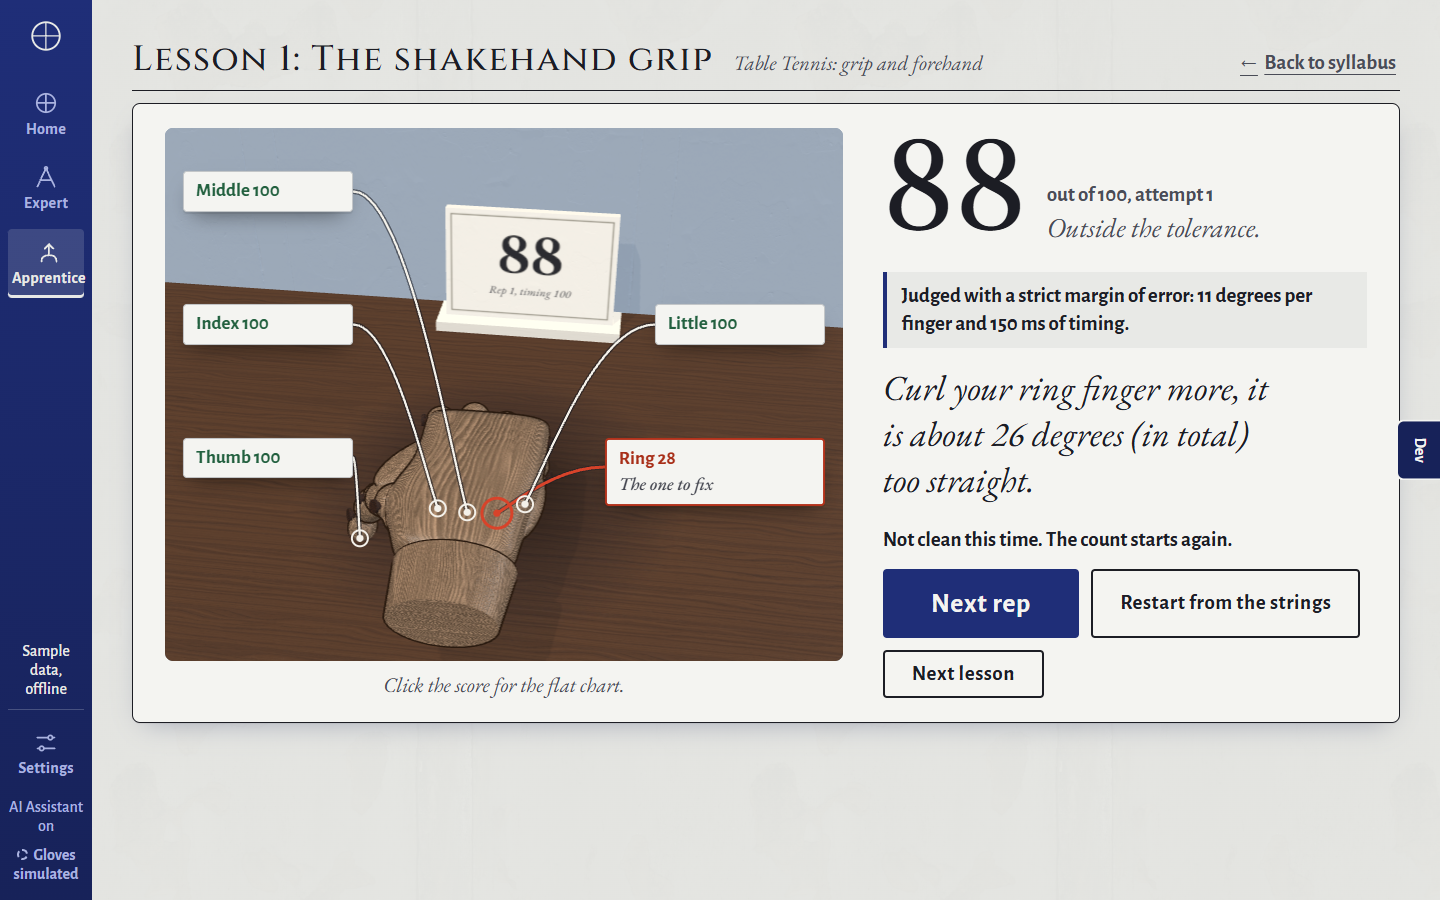 Lesson 1: The shakehand grip
Table Tennis: grip and forehand
← Back to syllabus
Home
Expert
Apprentice
Sample
data,
offline
Settings
AI Assistant
on
Gloves
simulated
Middle 100
Index 100
Thumb 100
Little 100
Ring 28
The one to fix
88
Rep 1, timing 100
Click the score for the flat chart.
88
out of 100, attempt 1
Outside the tolerance.
Judged with a strict margin of error: 11 degrees per
finger and 150 ms of timing.
Curl your ring finger more, it
is about 26 degrees (in total)
too straight.
Not clean this time. The count starts again.
Next rep
Restart from the strings
Next lesson
Dev